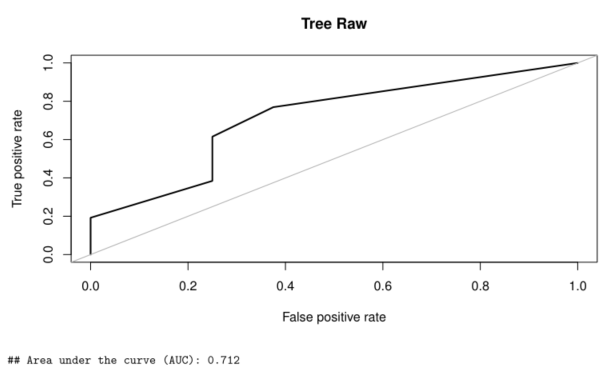 Tree Raw
True positive rate
1.0
0.8
0.6
0.4
0.2
0.0
0.0 0.2 0.4 0.6 0.8 1.0
False positive rate
## Area under the curve (AUC): 0.712